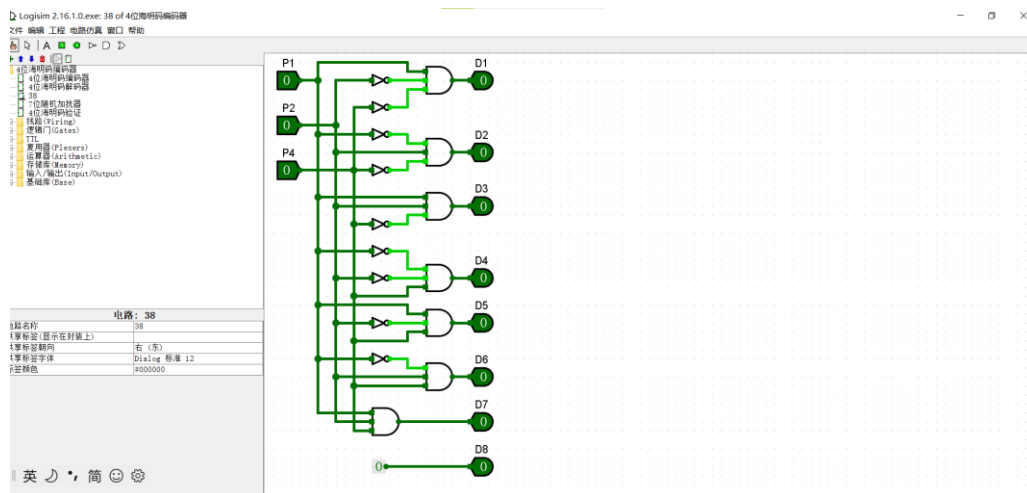 Logisim 2.16.1.0.exe: 38 of 4位海明码编码器
文件 编辑 工程 电路仿真 窗口 帮助
A
4位海明码编码器
4位海明码编码器
4位海明码解码器
38
7位随机加扰器
4位海明码验证
线路(Wiring)
逻辑门(Gates)
TTL
复用器(Plexers)
运算器(Arithmetic)
存储库(Memory)
输入/输出(Input/Output)
基础库(Base)
电路: 38
电路名称 38
共享标签(显示在封装上)
共享标签朝向 右 (东)
共享标签字体 Dialog 标准 12
标签颜色 #000000
英 简
P1 D1
0 0
P2
0
D2
P4 0
0
D3
0
D4
0
D5
0
D6
0
D7
0
D8
0 0